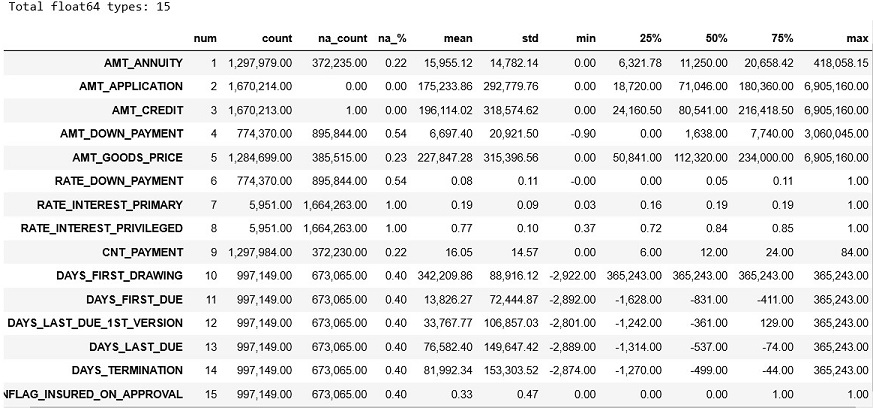 Total float64 types: 15
num count na_count na_% mean std min 25% 50% 75% max
AMT_ANNUITY 1 1,297,979.00 372,235.00 0.22 15,955.12 14,782.14 0.00 6,321.78 11,250.00 20,658.42 418,058.15
AMT_APPLICATION 2 1,670,214.00 0.00 0.00 175,233.86 292,779.76 0.00 18,720.00 71,046.00 180,360.00 6,905,160.00
AMT_CREDIT 3 1,670,213.00 1.00 0.00 196,114.02 318,574.62 0.00 24,160.50 80,541.00 216,418.50 6,905,160.00
AMT_DOWN_PAYMENT 4 774,370.00 895,844.00 0.54 6,697.40 20,921.50 -0.90 0.00 1,638.00 7,740.00 3,060,045.00
AMT_GOODS_PRICE 5 1,284,699.00 385,515.00 0.23 227,847.28 315,396.56 0.00 50,841.00 112,320.00 234,000.00 6,905,160.00
RATE_DOWN_PAYMENT 6 774,370.00 895,844.00 0.54 0.08 0.11 -0.00 0.00 0.05 0.11 1.00
RATE_INTEREST_PRIMARY 7 5,951.00 1,664,263.00 1.00 0.19 0.09 0.03 0.16 0.19 0.19 1.00
RATE_INTEREST_PRIVILEGED 8 5,951.00 1,664,263.00 1.00 0.77 0.10 0.37 0.72 0.84 0.85 1.00
CNT_PAYMENT 9 1,297,984.00 372,230.00 0.22 16.05 14.57 0.00 6.00 12.00 24.00 84.00
DAYS_FIRST_DRAWING 10 997,149.00 673,065.00 0.40 342,209.86 88,916.12 -2,922.00 365,243.00 365,243.00 365,243.00 365,243.00
DAYS_FIRST_DUE 11 997,149.00 673,065.00 0.40 13,826.27 72,444.87 -2,892.00 -1,628.00 -831.00 -411.00 365,243.00
DAYS_LAST_DUE_1ST_VERSION 12 997,149.00 673,065.00 0.40 33,767.77 106,857.03 -2,801.00 -1,242.00 -361.00 129.00 365,243.00
DAYS_LAST_DUE 13 997,149.00 673,065.00 0.40 76,582.40 149,647.42 -2,889.00 -1,314.00 -537.00 -74.00 365,243.00
DAYS_TERMINATION 14 997,149.00 673,065.00 0.40 81,992.34 153,303.52 -2,874.00 -1,270.00 -499.00 -44.00 365,243.00
NFLAG_INSURED_ON_APPROVAL 15 997,149.00 673,065.00 0.40 0.33 0.47 0.00 0.00 0.00 1.00 1.00